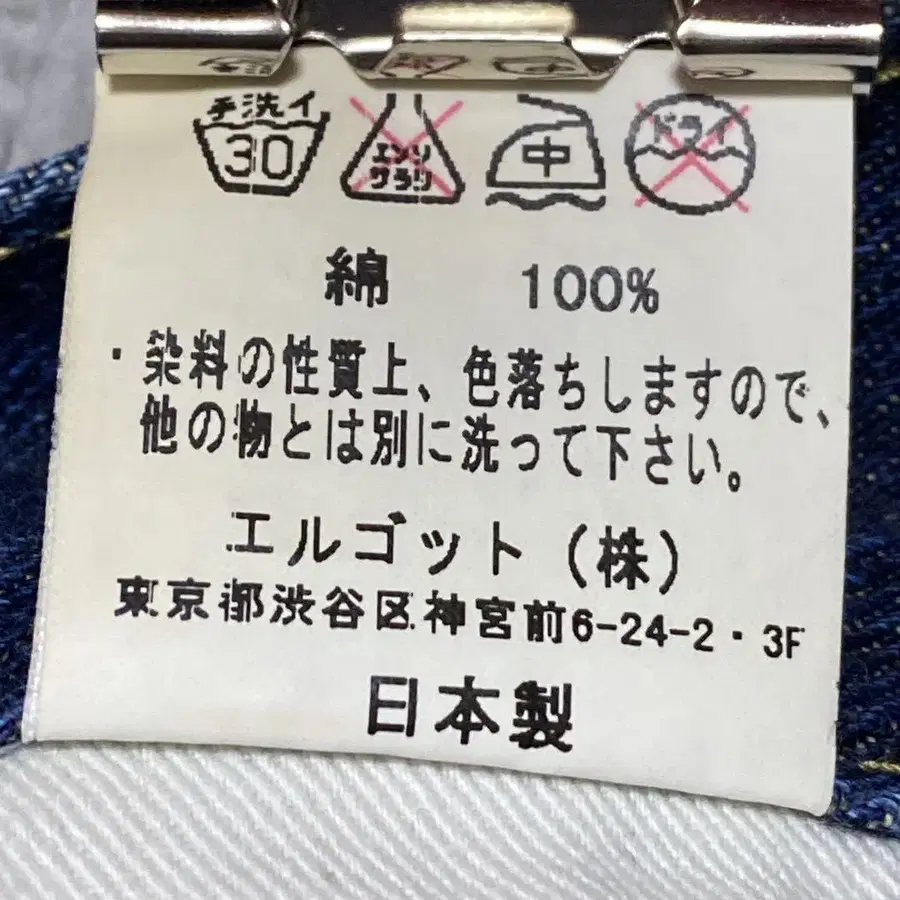 手洗イ
30
エンソ
サラシ
中
ドライ
綿 100%
・染料の性質上、色落ちしますので、
他の物とは別に洗って下さい。
エルゴット（株）
東京都渋谷区神宮前6-24-2・3F
日本製